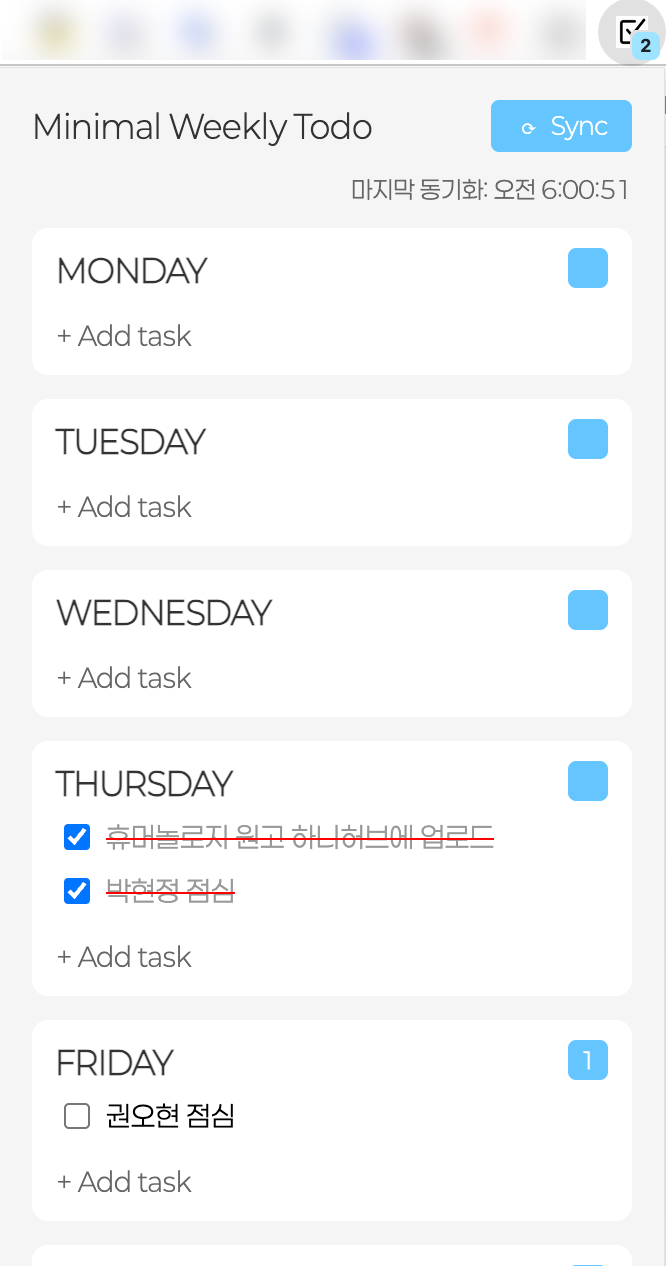 2
Minimal Weekly Todo
⟳ Sync
마지막 동기화: 오전 6:00:51
MONDAY
+ Add task
TUESDAY
+ Add task
WEDNESDAY
+ Add task
THURSDAY
휴머놀로지 원고 하니허브에 업로드
박현정 점심
+ Add task
FRIDAY
1
권오현 점심
+ Add task